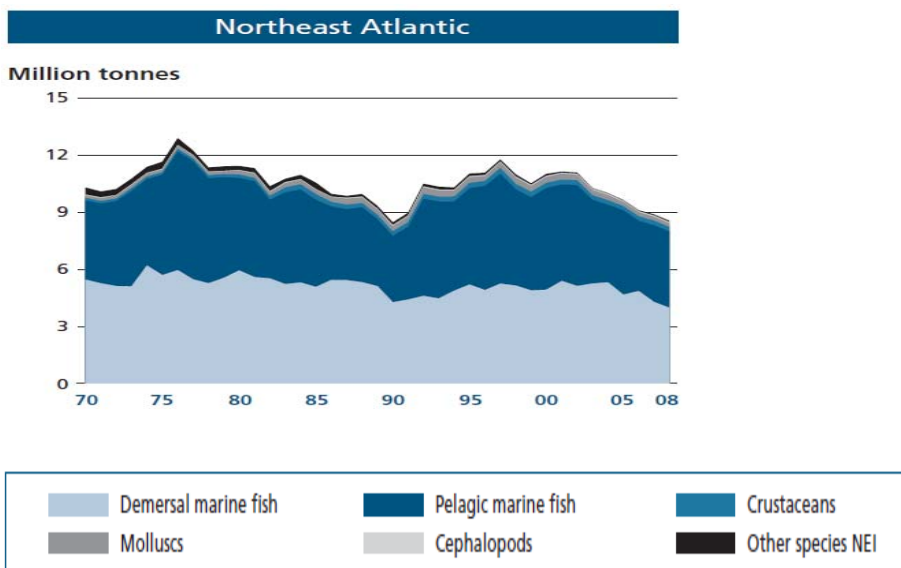 Northeast Atlantic
Million tonnes
15
12
9
6
3
0
70 75 80 85 90 95 00 05 08
Demersal marine fish Pelagic marine fish Crustaceans
Molluscs Cephalopods Other species NEI